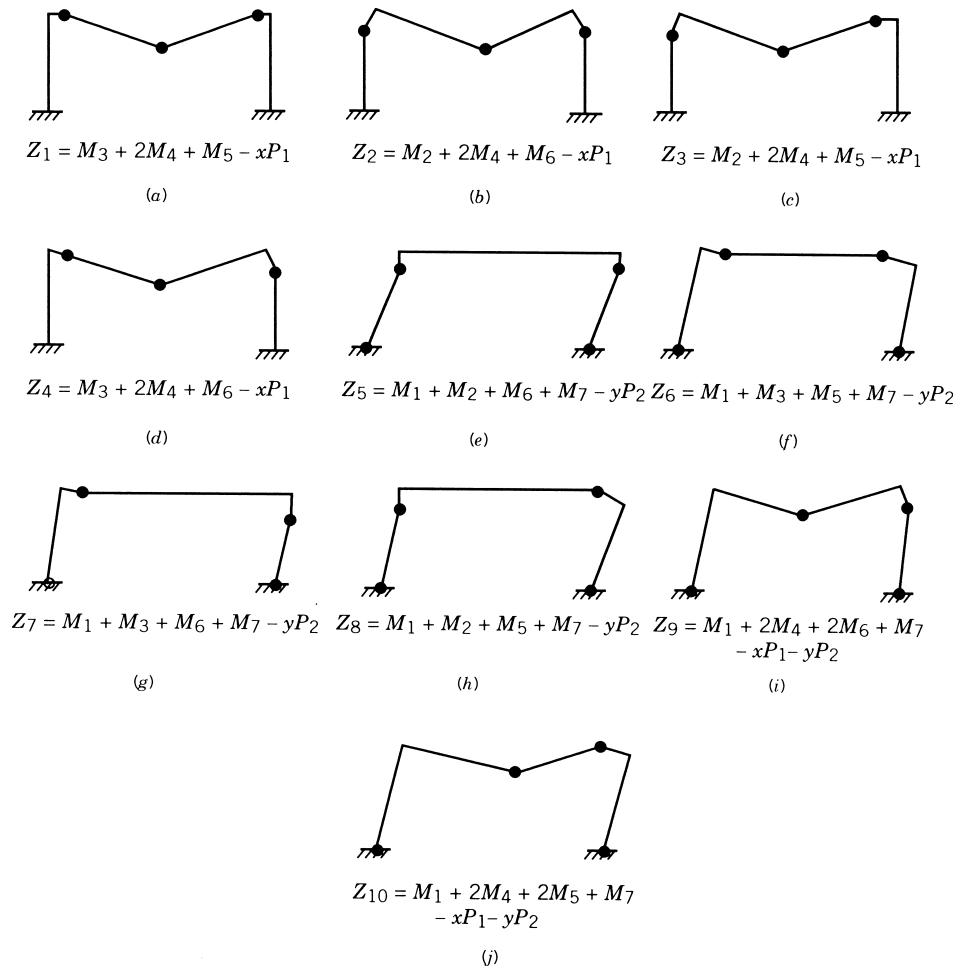 Z1 = M3 + 2M4 + M5 – xP1
Z2 = M2 + 2M4 + M6 – xP1
Z3 = M2 + 2M4 + M5 – xP1
(a)
(b)
(c)
Z4 = M3 + 2M4 + M6 – xP1
Z5 = M1 + M2 + M6 + M7 – yP2
Z6 = M1 + M3 + M5 + M7 – yP2
(d)
(e)
(f)
Z7 = M1 + M3 + M6 + M7 – yP2
Z8 = M1 + M2 + M5 + M7 – yP2
Z9 = M1 + 2M4 + 2M6 + M7
– xP1 – yP2
(g)
(h)
(i)
Z10 = M1 + 2M4 + 2M5 + M7
– xP1 – yP2
(j)